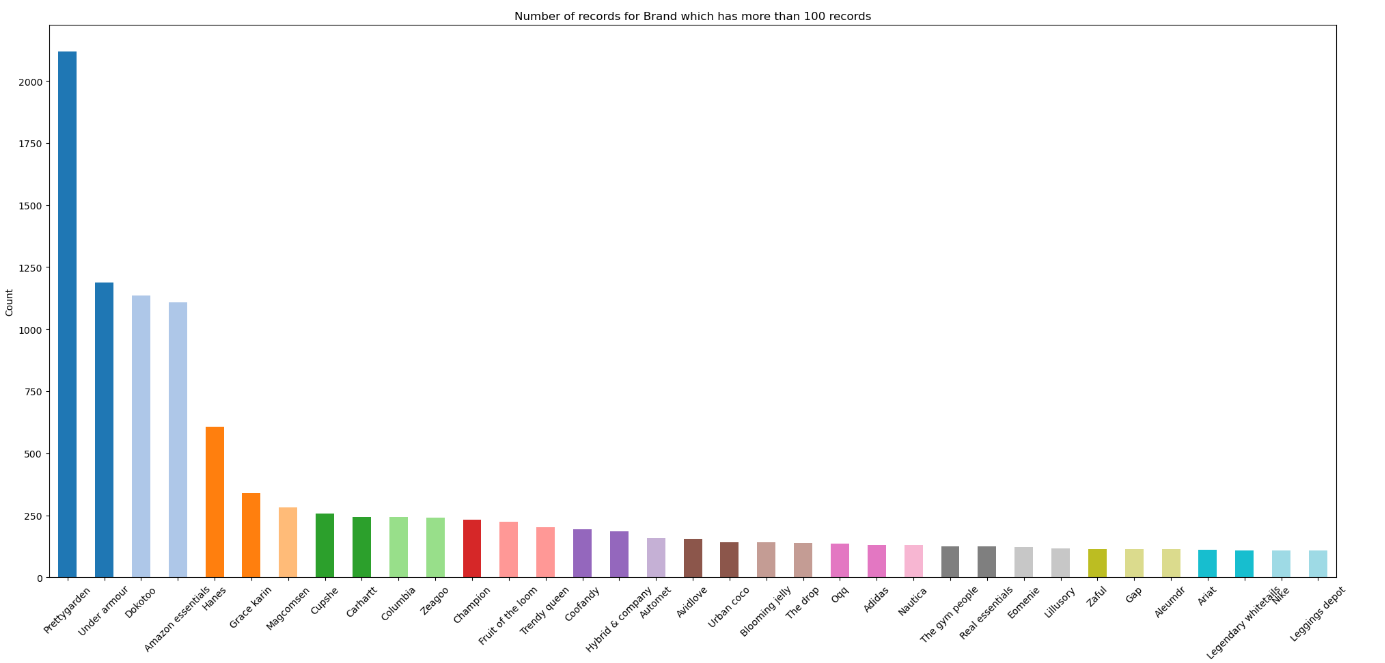 Number of records for Brand which has more than 100 records
Count
2000
1750
1500
1250
1000
750
500
250
0
Prettygarden
Under armour
Dokotoo
Amazon essentials
Hanes
Grace karin
Magcomsen
Cupshe
Carhartt
Columbia
Zeagoo
Champion
Fruit of the loom
Trendy queen
Coofandy
Hybrid & company
Automet
Avidlove
Urban coco
Blooming jelly
The drop
Oqq
Adidas
Nautica
The gym people
Real essentials
Eomenie
Lillusory
Zaful
Gap
Aleumdr
Ariat
Legendary whitetails
Nike
Leggings depot